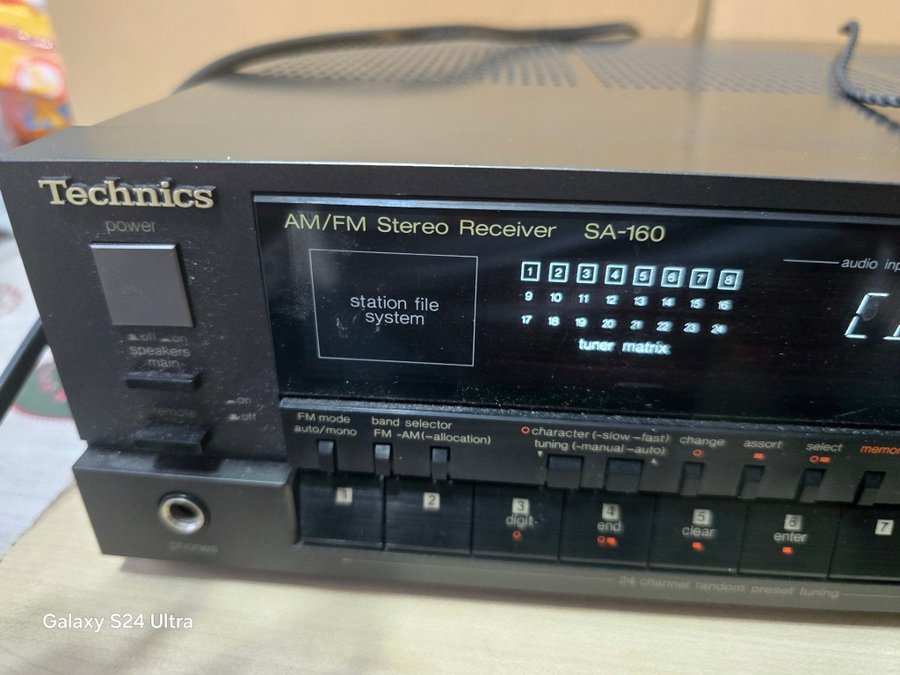 Technics
power
off on
speakers
main
remote
on
off
phones
AM/FM Stereo Receiver SA-160
station file
system
1 2 3 4 5 6 7 8
9 10 11 12 13 14 15 16
17 18 19 20 21 22 23 24
tuner matrix
audio inp
FM mode
auto/mono
band selector
FM -AM(-allocation)
character (-slow -fast)
tuning (-manual -auto)
change
assort
select
memor
1
2
3
digit
4
end
5
clear
6
enter
7
24 channel random preset tuning
Galaxy S24 Ultra